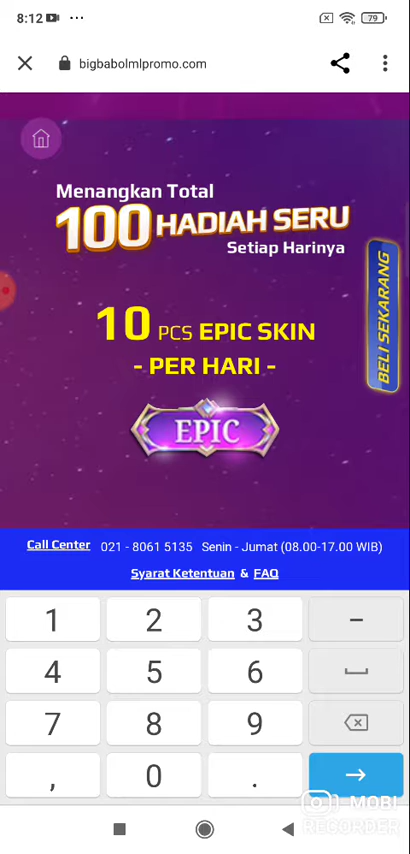 8:12
79
bigbabolmlpromo.com
Menangkan Total
100 HADIAH SERU
Setiap Harinya
BELI SEKARANG
10 PCS EPIC SKIN
- PER HARI -
EPIC
Call Center 021 - 8061 5135 Senin - Jumat (08.00-17.00 WIB)
Syarat Ketentuan & FAQ
1 2 3 -
4 5 6
7 8 9
, 0 .
MOBI
RECORDER